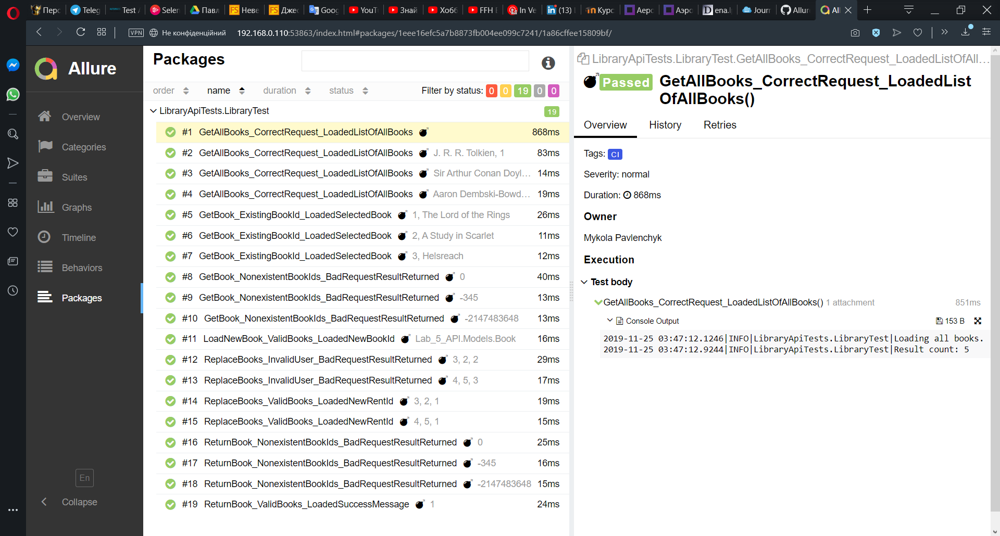 Перс
Teleg
Test A
Selen
Павл
Неве
Джес
Goog
YouTu
Знай
Хобб
FFH E
In Ve
(13) L
Курс
Аерс
Аэро
ena.l
Journ
Allur
All
VPN
Не конфіденційний
192.168.0.110:53863/index.html#packages/1eee16efc5a7b8873fb004ee099c7241/1a86cffee15809bf/
Allure
Overview
Categories
Suites
Graphs
Timeline
Behaviors
Packages
En
Collapse
Packages
order name duration status Filter by status: 0 0 19 0 0
LibraryApiTests.LibraryTest 19
#1 GetAllBooks_CorrectRequest_LoadedListOfAllBooks 868ms
#2 GetAllBooks_CorrectRequest_LoadedListOfAllBooks J. R. R. Tolkien, 1 83ms
#3 GetAllBooks_CorrectRequest_LoadedListOfAllBooks Sir Arthur Conan Doyl… 14ms
#4 GetAllBooks_CorrectRequest_LoadedListOfAllBooks Aaron Dembski-Bowd… 19ms
#5 GetBook_ExistingBookId_LoadedSelectedBook 1, The Lord of the Rings 26ms
#6 GetBook_ExistingBookId_LoadedSelectedBook 2, A Study in Scarlet 11ms
#7 GetBook_ExistingBookId_LoadedSelectedBook 3, Helsreach 12ms
#8 GetBook_NonexistentBookIds_BadRequestResultReturned 0 40ms
#9 GetBook_NonexistentBookIds_BadRequestResultReturned -345 13ms
#10 GetBook_NonexistentBookIds_BadRequestResultReturned -2147483648 13ms
#11 LoadNewBook_ValidBooks_LoadedNewBookId Lab_5_API.Models.Book 16ms
#12 ReplaceBooks_InvalidUser_BadRequestResultReturned 3, 2, 2 29ms
#13 ReplaceBooks_InvalidUser_BadRequestResultReturned 4, 5, 3 17ms
#14 ReplaceBooks_ValidBooks_LoadedNewRentId 3, 2, 1 19ms
#15 ReplaceBooks_ValidBooks_LoadedNewRentId 4, 5, 1 15ms
#16 ReturnBook_NonexistentBookIds_BadRequestResultReturned 0 25ms
#17 ReturnBook_NonexistentBookIds_BadRequestResultReturned -345 16ms
#18 ReturnBook_NonexistentBookIds_BadRequestResultReturned -2147483648 15ms
#19 ReturnBook_ValidBooks_LoadedSuccessMessage 1 24ms
LibraryApiTests.LibraryTest.GetAllBooks_CorrectRequest_LoadedListOfAll…
Passed GetAllBooks_CorrectRequest_LoadedList
OfAllBooks()
Overview History Retries
Tags: CI
Severity: normal
Duration: 868ms
Owner
Mykola Pavlenchyk
Execution
Test body
GetAllBooks_CorrectRequest_LoadedListOfAllBooks() 1 attachment 851ms
Console Output 153 B
2019-11-25 03:47:12.1246|INFO|LibraryApiTests.LibraryTest|Loading all books.
2019-11-25 03:47:12.9244|INFO|LibraryApiTests.LibraryTest|Result count: 5